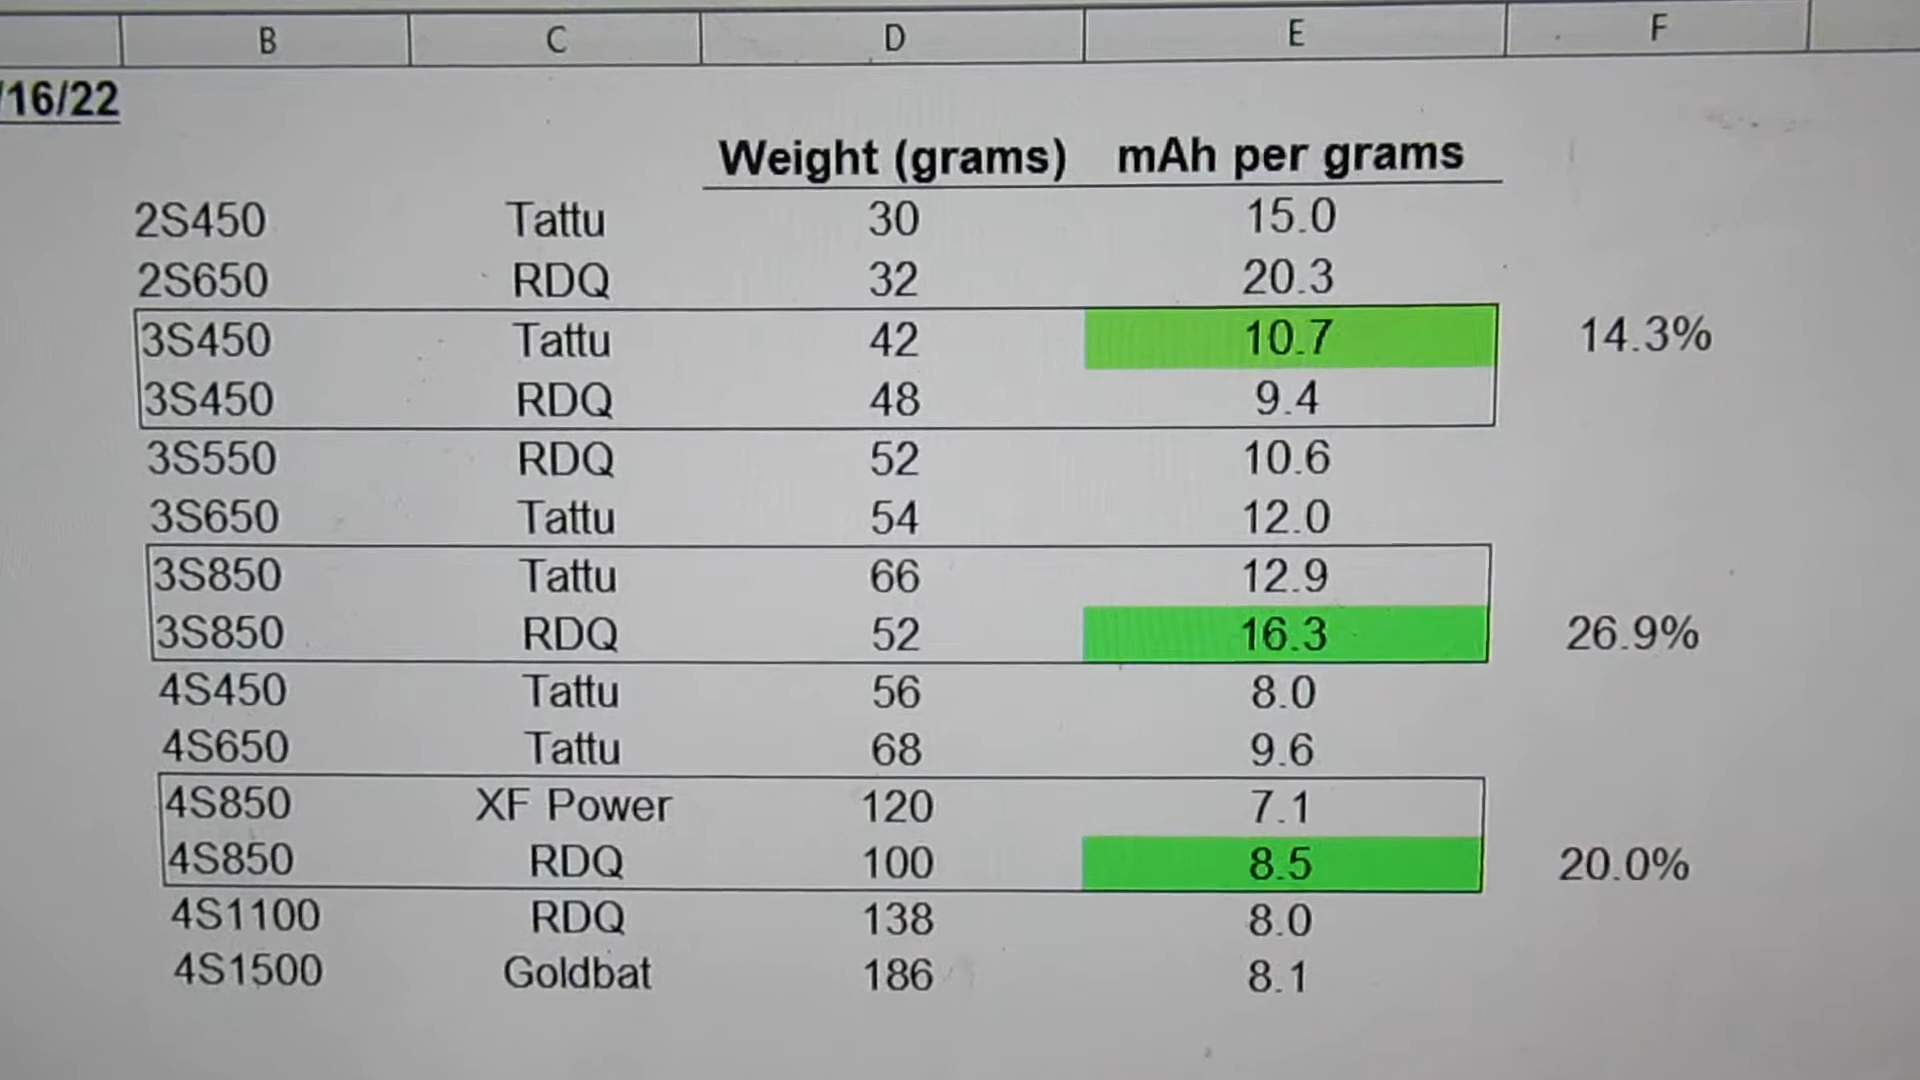 B C D E F
/16/22
Weight (grams) mAh per grams
2S450 Tattu 30 15.0
2S650 RDQ 32 20.3
3S450 Tattu 42 10.7 14.3%
3S450 RDQ 48 9.4
3S550 RDQ 52 10.6
3S650 Tattu 54 12.0
3S850 Tattu 66 12.9
3S850 RDQ 52 16.3 26.9%
4S450 Tattu 56 8.0
4S650 Tattu 68 9.6
4S850 XF Power 120 7.1
4S850 RDQ 100 8.5 20.0%
4S1100 RDQ 138 8.0
4S1500 Goldbat 186 8.1